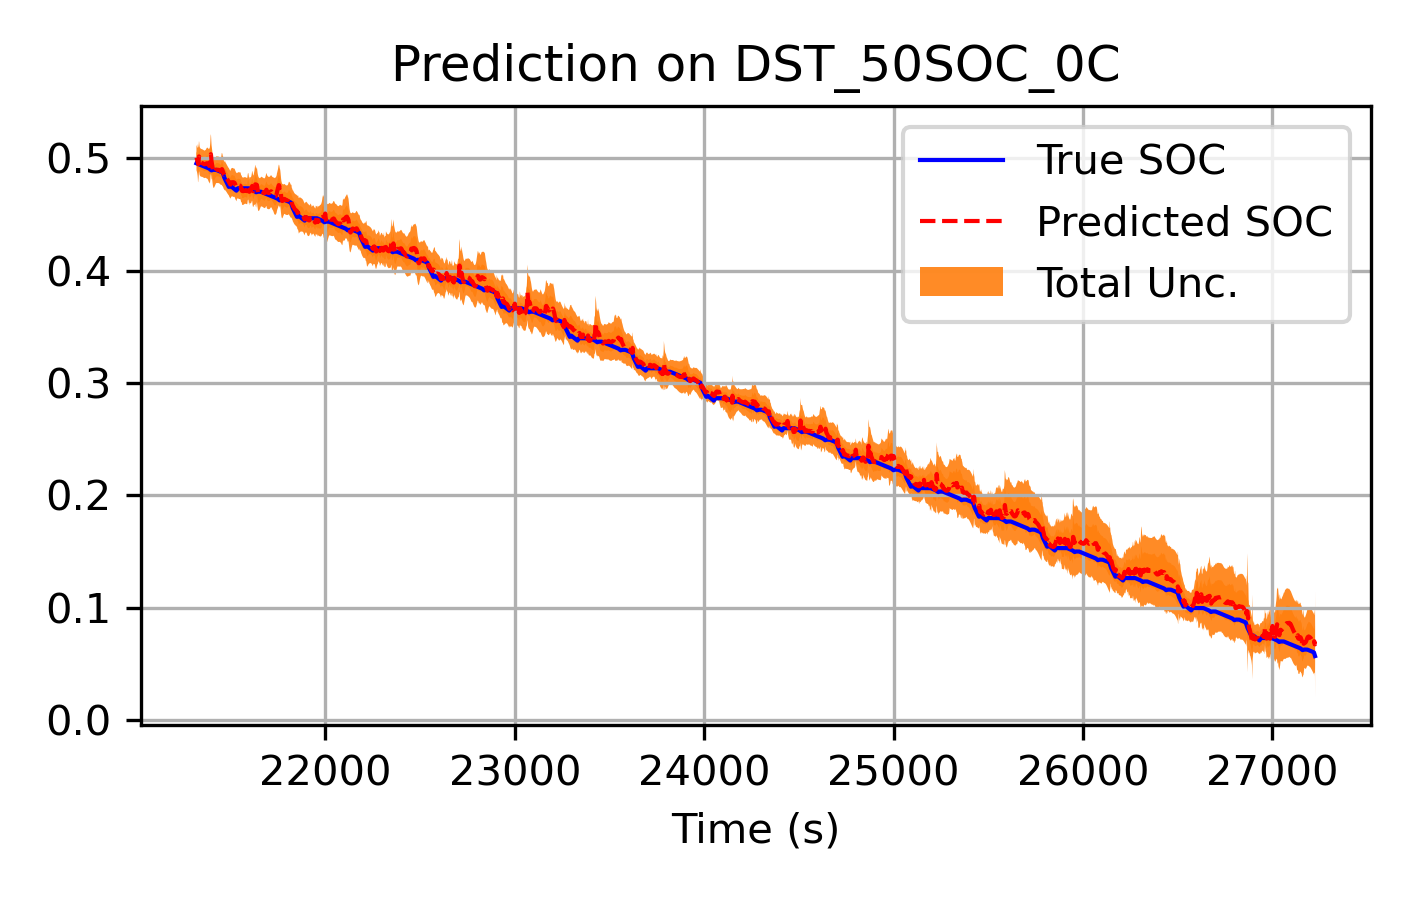 Prediction on DST_50SOC_0C
True SOC
Predicted SOC
Total Unc.
0.5
0.4
0.3
0.2
0.1
0.0
22000 23000 24000 25000 26000 27000
Time (s)